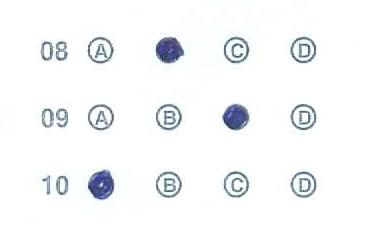 08 Ⓐ Ⓒ Ⓓ
09 Ⓐ Ⓑ Ⓓ
10 Ⓑ Ⓒ Ⓓ